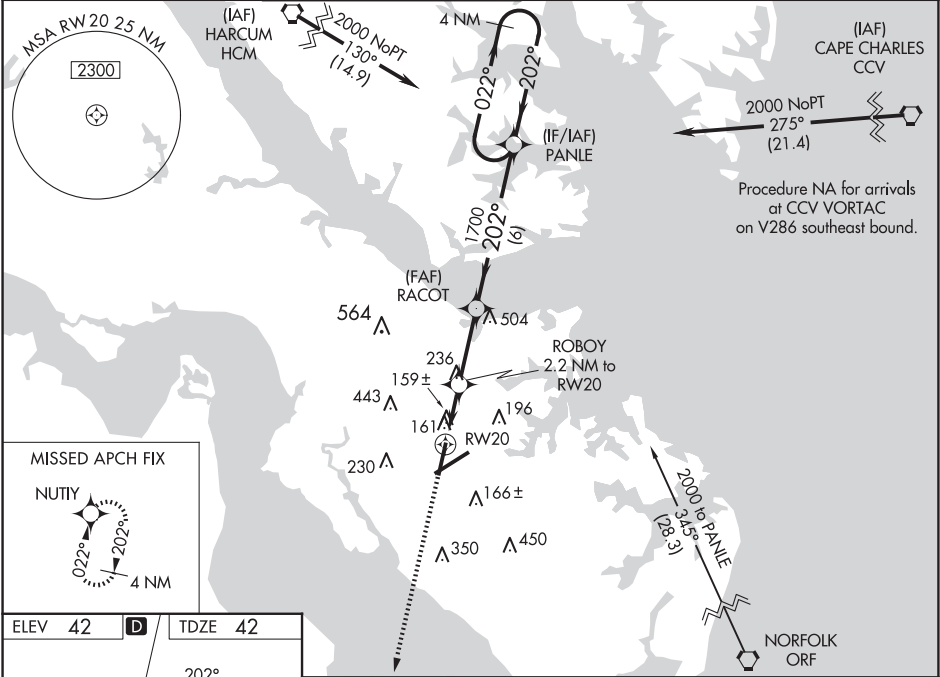 MSA RW20 25 NM
2300
(IAF)
HARCUM
HCM
2000 NoPT
130°
(14.9)
4 NM
022°
202°
(IF/IAF)
PANLE
(IAF)
CAPE CHARLES
CCV
2000 NoPT
275°
(21.4)
Procedure NA for arrivals
at CCV VORTAC
on V286 southeast bound.
1700
202°
(6)
(FAF)
RACOT
564
504
236
ROBOY
2.2 NM to
RW20
159±
443
161
196
RW20
230
166±
350
450
2000 to PANLE
345°
(28.3)
NORFOLK
ORF
MISSED APCH FIX
NUTIY
022°
202°
4 NM
ELEV 42
D
TDZE 42
202°